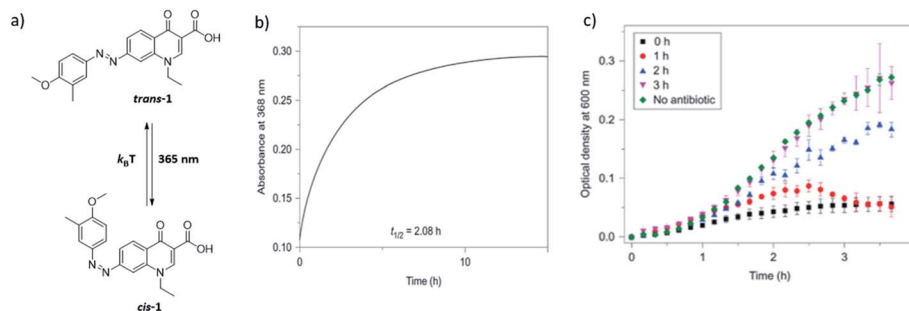 a)
O
O
OH
N
N
N
O
trans-1
kBT
365 nm
O
O
O
OH
N
N
N
cis-1
b)
Absorbance at 368 nm
0.30
0.25
0.20
0.15
0.10
t1/2 = 2.08 h
0
10
Time (h)
c)
Optical density at 600 nm
0.3
0.2
0.1
0.0
0 h
1 h
2 h
3 h
No antibiotic
0
1
2
3
Time (h)